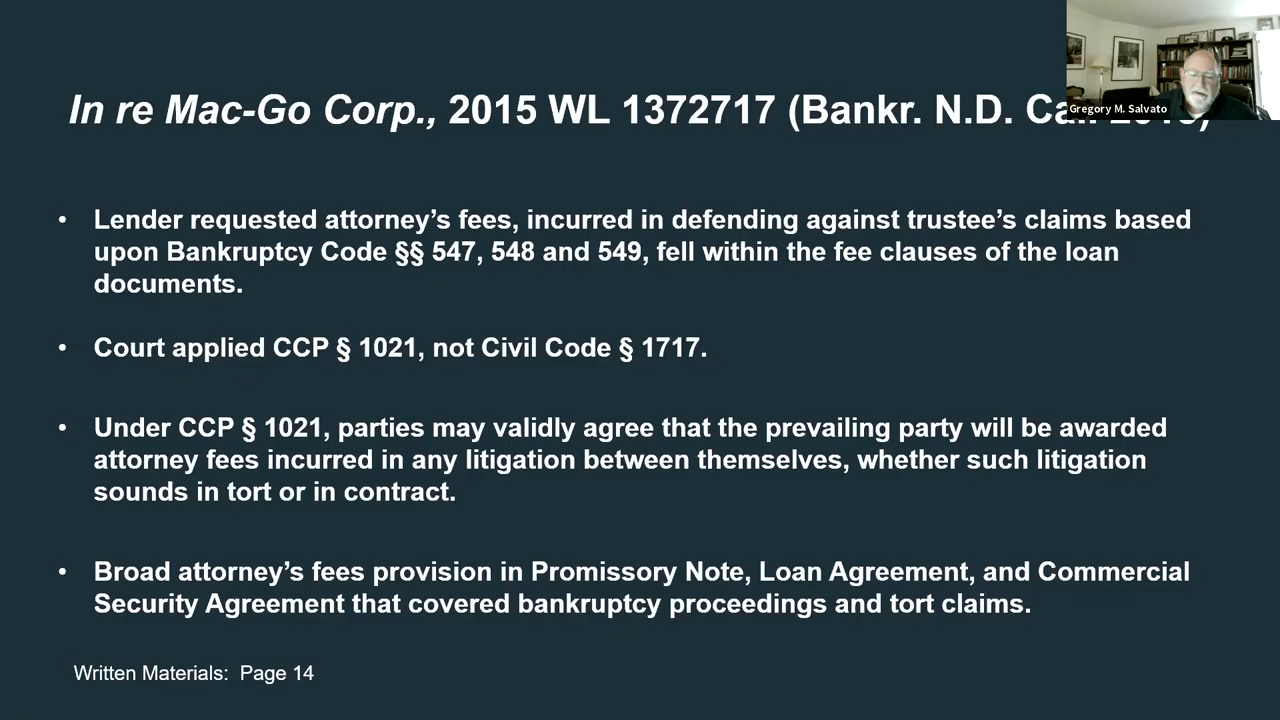 In re Mac-Go Corp., 2015 WL 1372717 (Bankr. N.D.
Gregory M. Salvato
• Lender requested attorney’s fees, incurred in defending against trustee’s claims based
upon Bankruptcy Code §§ 547, 548 and 549, fell within the fee clauses of the loan
documents.
• Court applied CCP § 1021, not Civil Code § 1717.
• Under CCP § 1021, parties may validly agree that the prevailing party will be awarded
attorney fees incurred in any litigation between themselves, whether such litigation
sounds in tort or in contract.
• Broad attorney’s fees provision in Promissory Note, Loan Agreement, and Commercial
Security Agreement that covered bankruptcy proceedings and tort claims.
Written Materials: Page 14